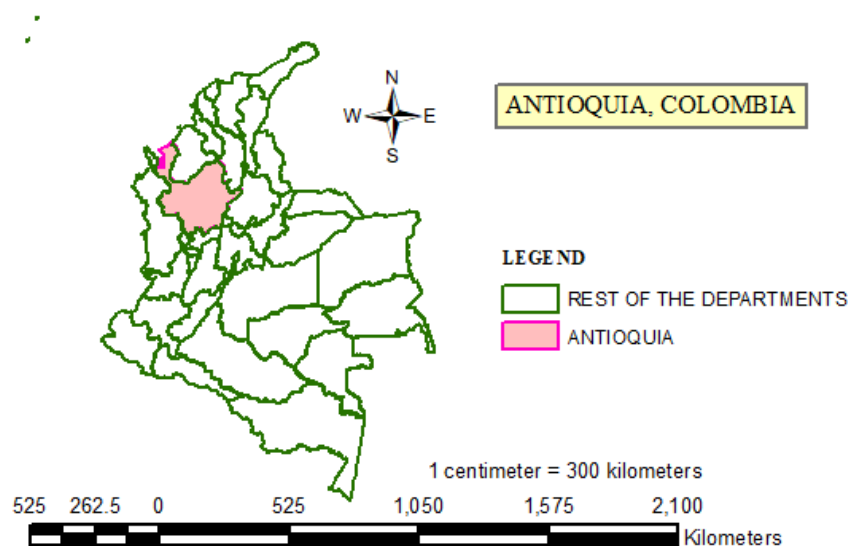 N
W E
S
ANTIOQUIA, COLOMBIA
LEGEND
REST OF THE DEPARTMENTS
ANTIOQUIA
1 centimeter = 300 kilometers
525 262.5 0 525 1,050 1,575 2,100
Kilometers